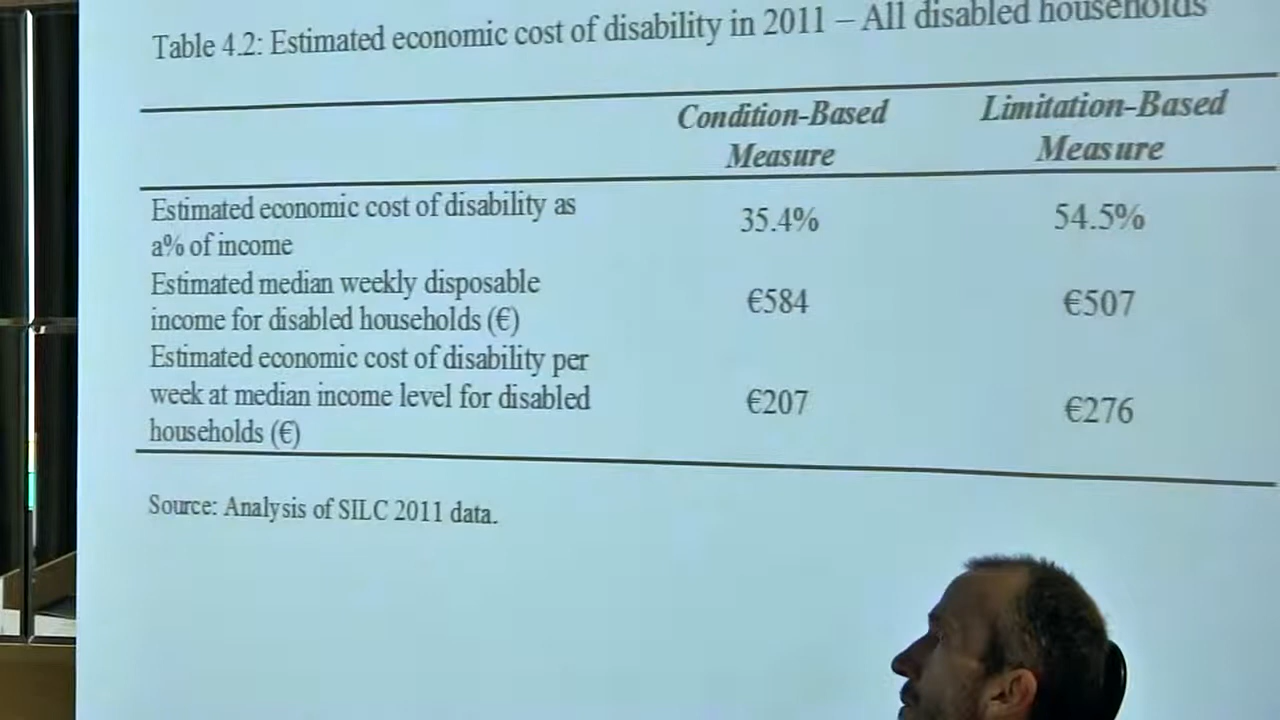 Table 4.2: Estimated economic cost of disability in 2011 – All disabled households
Condition-Based Limitation-Based
Measure Measure
Estimated economic cost of disability as
a% of income 35.4% 54.5%
Estimated median weekly disposable
income for disabled households (€) €584 €507
Estimated economic cost of disability per
week at median income level for disabled
households (€) €207 €276
Source: Analysis of SILC 2011 data.